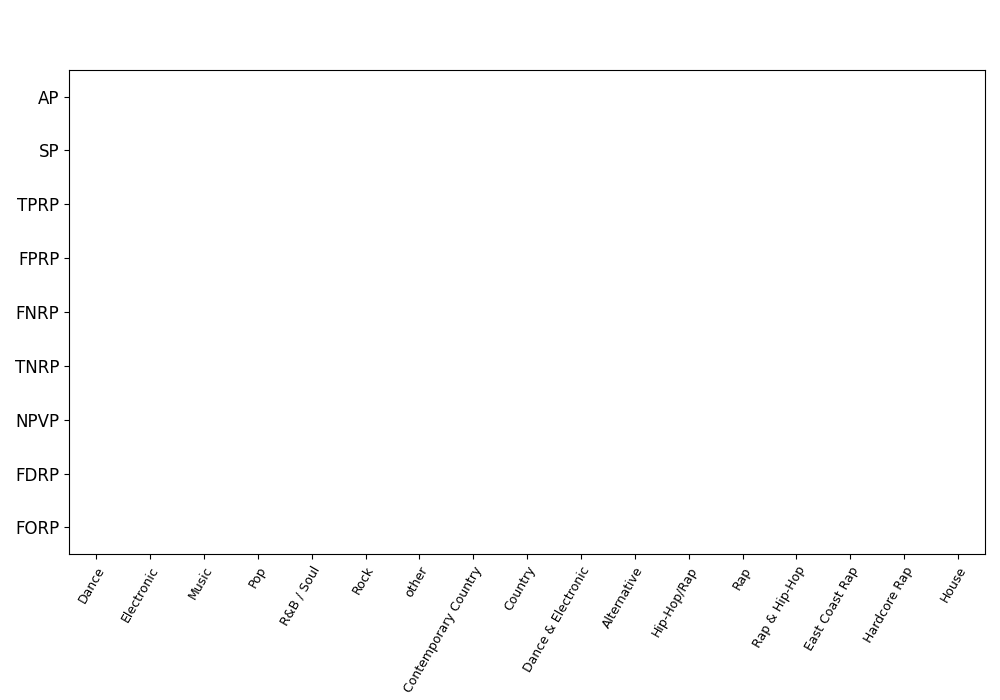 AP
SP
TPRP
FPRP
FNRP
TNRP
NPVP
FDRP
FORP
Dance
Electronic
Music
Pop
R&B / Soul
Rock
other
Contemporary Country
Country
Dance & Electronic
Alternative
Hip-Hop/Rap
Rap
Rap & Hip-Hop
East Coast Rap
Hardcore Rap
House